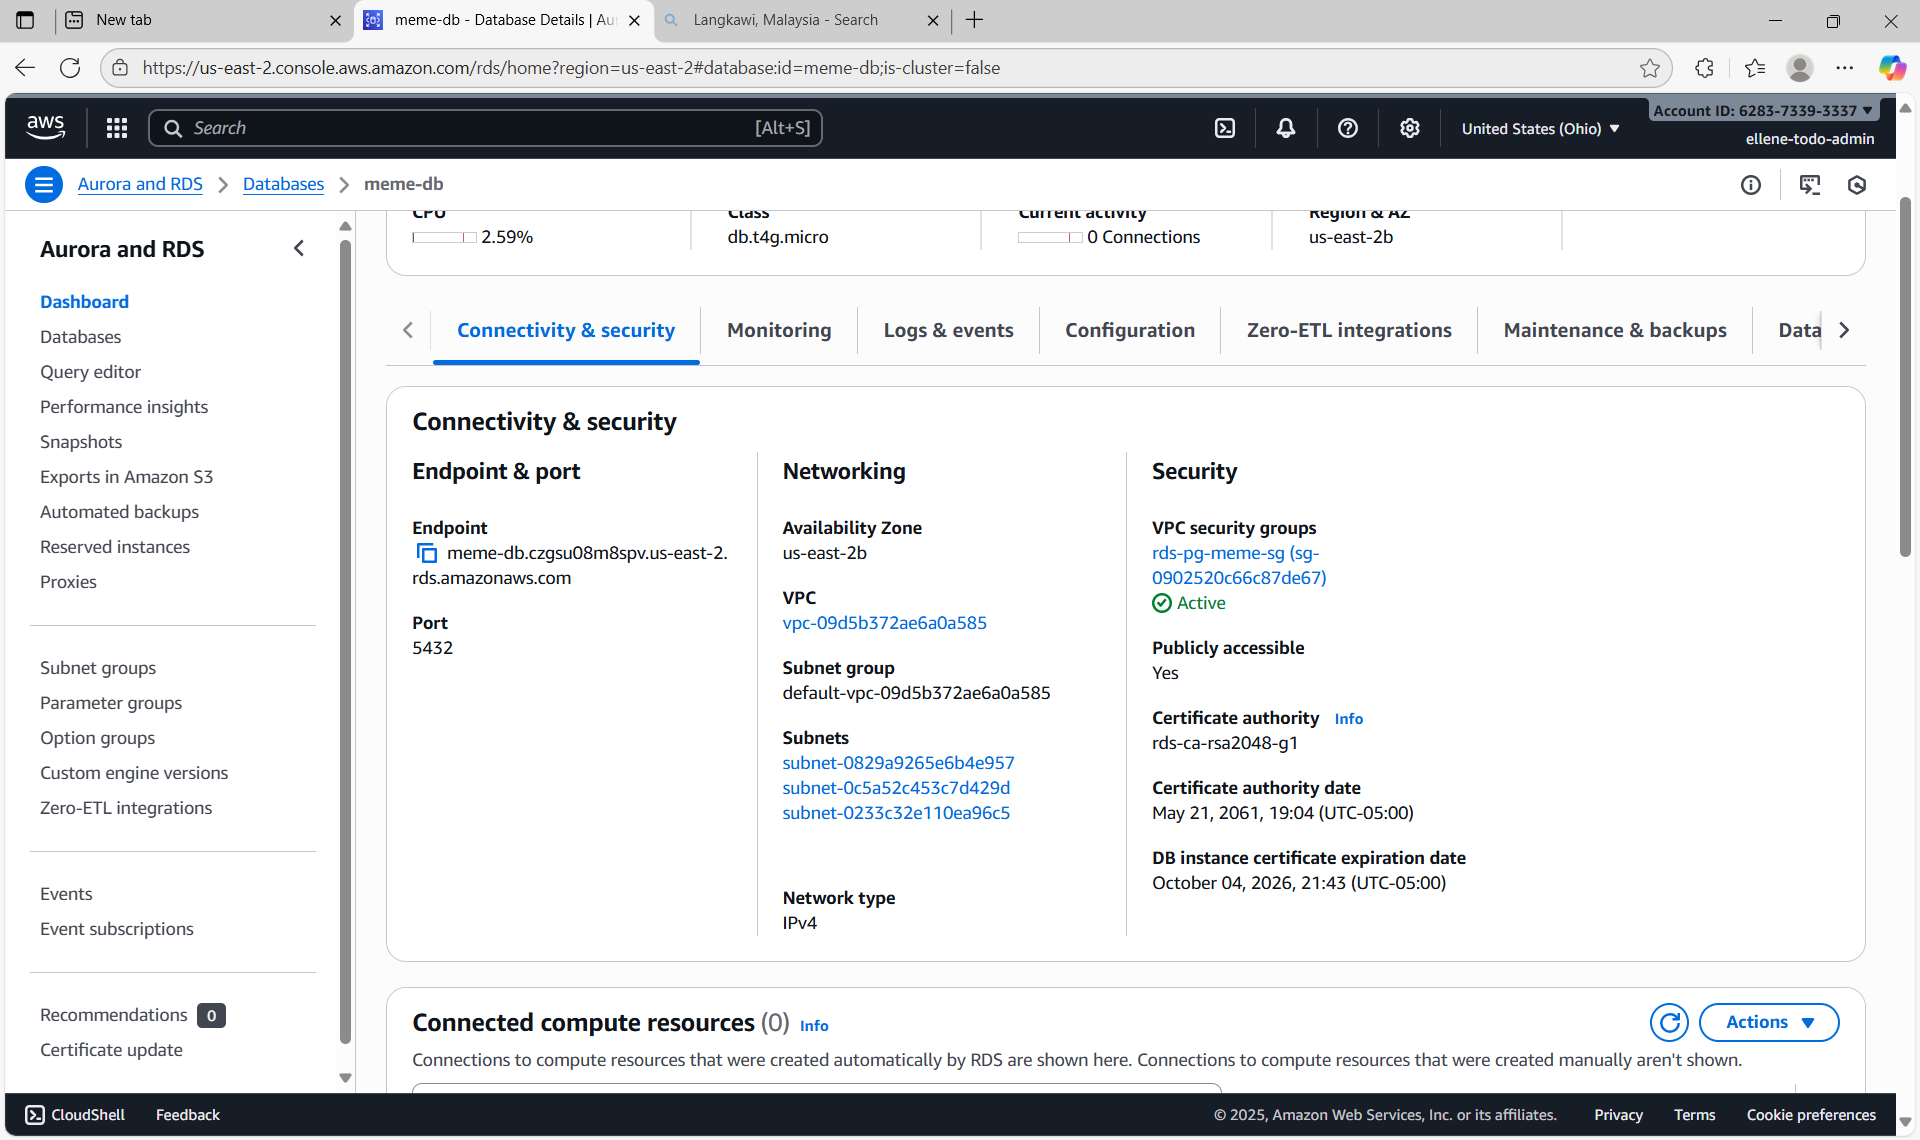 New tab
meme-db - Database Details | Au
Langkawi, Malaysia - Search
https://us-east-2.console.aws.amazon.com/rds/home?region=us-east-2#database:id=meme-db;is-cluster=false
aws
Search
[Alt+S]
United States (Ohio)
Account ID: 6283-7339-3337
ellene-todo-admin
Aurora and RDS
Databases
meme-db
Aurora and RDS
Dashboard
Databases
Query editor
Performance insights
Snapshots
Exports in Amazon S3
Automated backups
Reserved instances
Proxies
Subnet groups
Parameter groups
Option groups
Custom engine versions
Zero-ETL integrations
Events
Event subscriptions
Recommendations 0
Certificate update
CPU
2.59%
Class
db.t4g.micro
Current activity
0 Connections
Region & AZ
us-east-2b
Connectivity & security
Monitoring
Logs & events
Configuration
Zero-ETL integrations
Maintenance & backups
Data
Connectivity & security
Endpoint & port
Endpoint
meme-db.czgsu08m8spv.us-east-2.
rds.amazonaws.com
Port
5432
Networking
Availability Zone
us-east-2b
VPC
vpc-09d5b372ae6a0a585
Subnet group
default-vpc-09d5b372ae6a0a585
Subnets
subnet-0829a9265e6b4e957
subnet-0c5a52c453c7d429d
subnet-0233c32e110ea96c5
Network type
IPv4
Security
VPC security groups
rds-pg-meme-sg (sg-
0902520c66c87de67)
Active
Publicly accessible
Yes
Certificate authority Info
rds-ca-rsa2048-g1
Certificate authority date
May 21, 2061, 19:04 (UTC-05:00)
DB instance certificate expiration date
October 04, 2026, 21:43 (UTC-05:00)
Connected compute resources (0) Info
Actions
Connections to compute resources that were created automatically by RDS are shown here. Connections to compute resources that were created manually aren't shown.
CloudShell
Feedback
© 2025, Amazon Web Services, Inc. or its affiliates.
Privacy
Terms
Cookie preferences